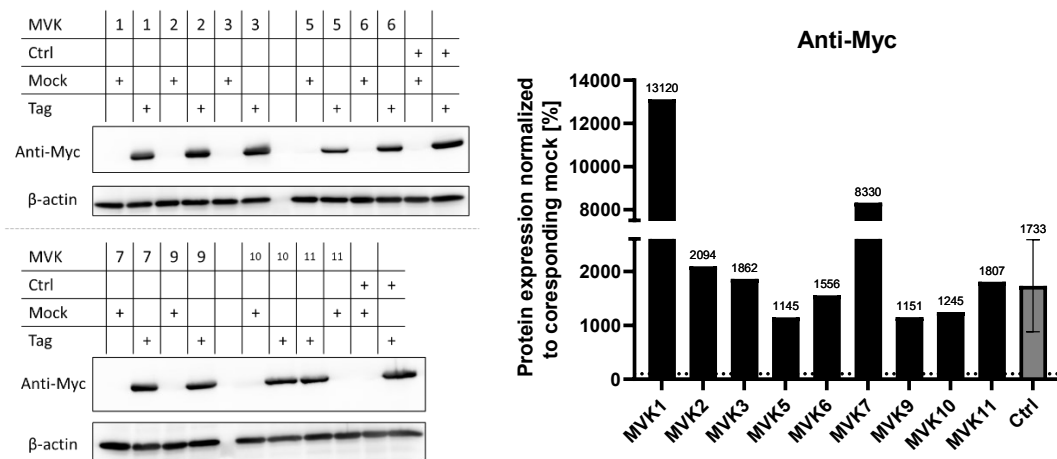 MVK 1 1 2 2 3 3 5 5 6 6
Ctrl + +
Mock + + + + + +
Tag + + + + + +
Anti-Myc
β-actin
MVK 7 7 9 9 10 10 11 11
Ctrl + +
Mock + + + + +
Tag + + + + +
Anti-Myc
β-actin
Anti-Myc
Protein expression normalized
to coresponding mock [%]
14000
12000
10000
8000
2000
1000
0
13120
2094
1862
1145
1556
8330
1151
1245
1807
1733
MVK1
MVK2
MVK3
MVK5
MVK6
MVK7
MVK9
MVK10
MVK11
Ctrl